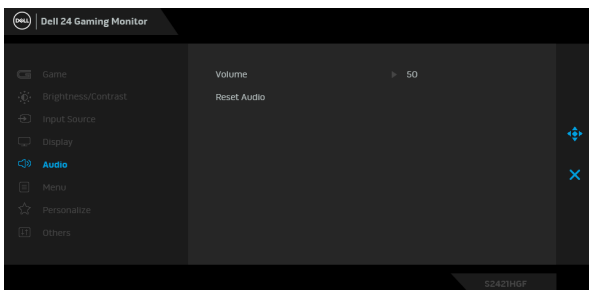 DELL
Dell 24 Gaming Monitor
Game
Brightness/Contrast
Input Source
Display
Audio
Menu
Personalize
Others
Volume 50
Reset Audio
S2421HGF